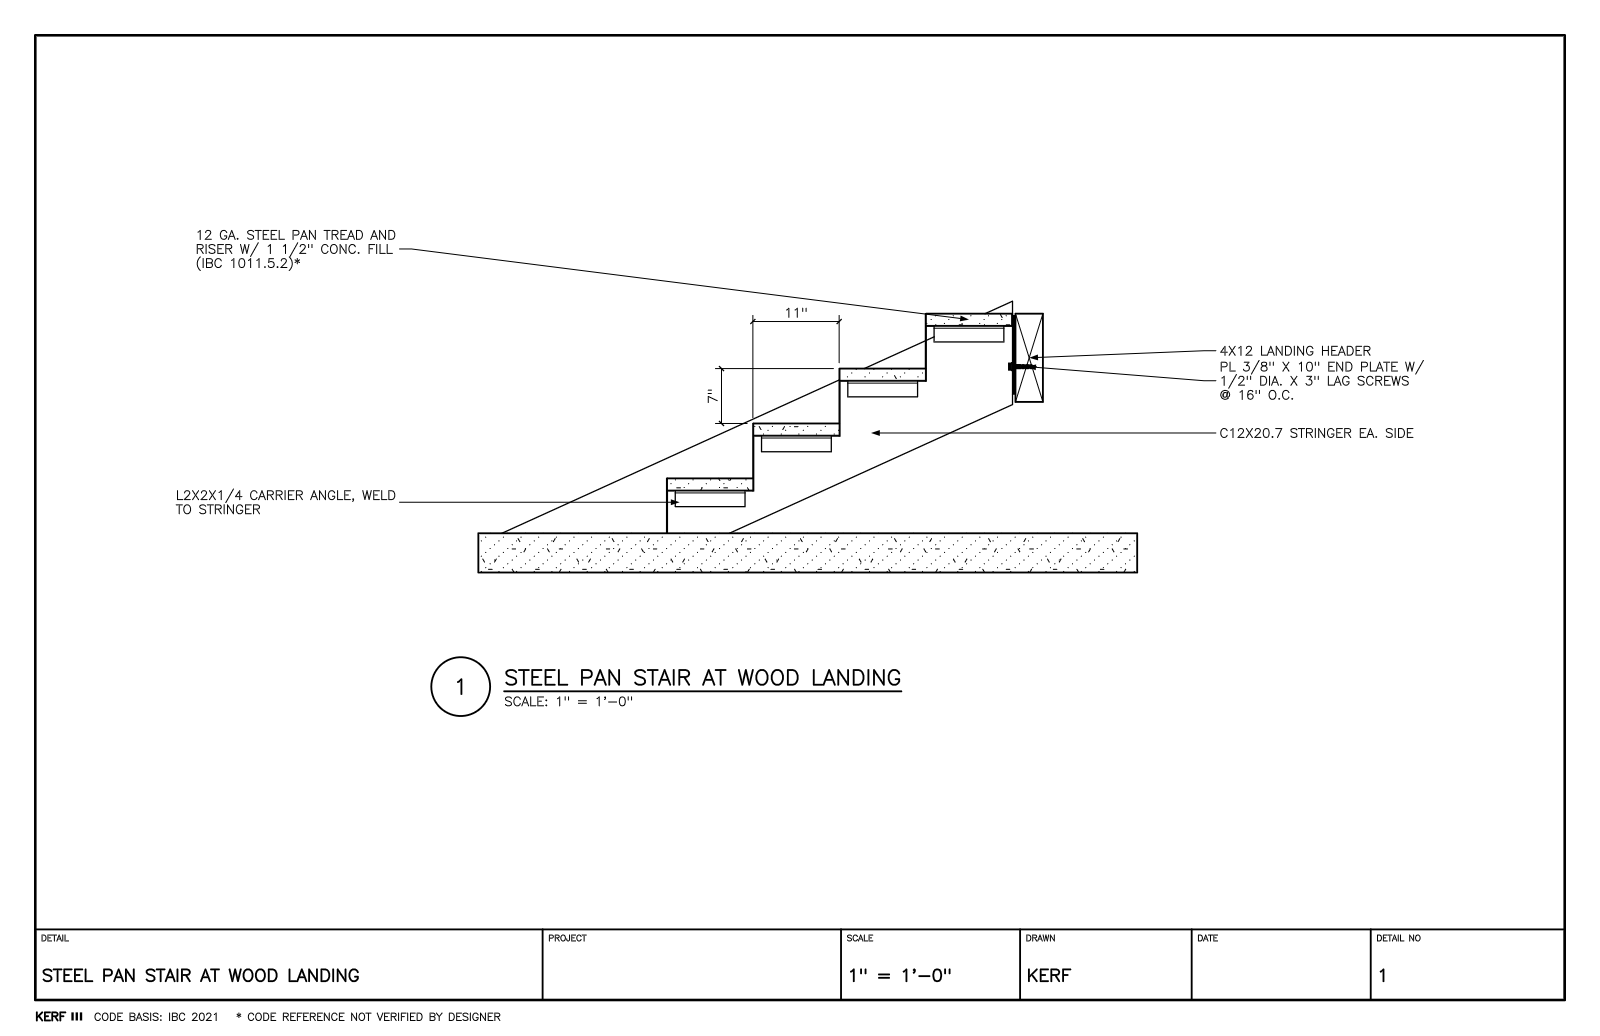 12 GA. STEEL PAN TREAD AND
RISER W/ 1 1/2" CONC. FILL
(IBC 1011.5.2)*
11"
7"
4X12 LANDING HEADER
PL 3/8" X 10" END PLATE W/
1/2" DIA. X 3" LAG SCREWS
@ 16" O.C.
C12X20.7 STRINGER EA. SIDE
L2X2X1/4 CARRIER ANGLE, WELD
TO STRINGER
1
STEEL PAN STAIR AT WOOD LANDING
SCALE: 1" = 1'-0"
DETAIL
STEEL PAN STAIR AT WOOD LANDING
PROJECT
SCALE
1" = 1'-0"
DRAWN
KERF
DATE
DETAIL NO
1
KERF III CODE BASIS: IBC 2021 * CODE REFERENCE NOT VERIFIED BY DESIGNER